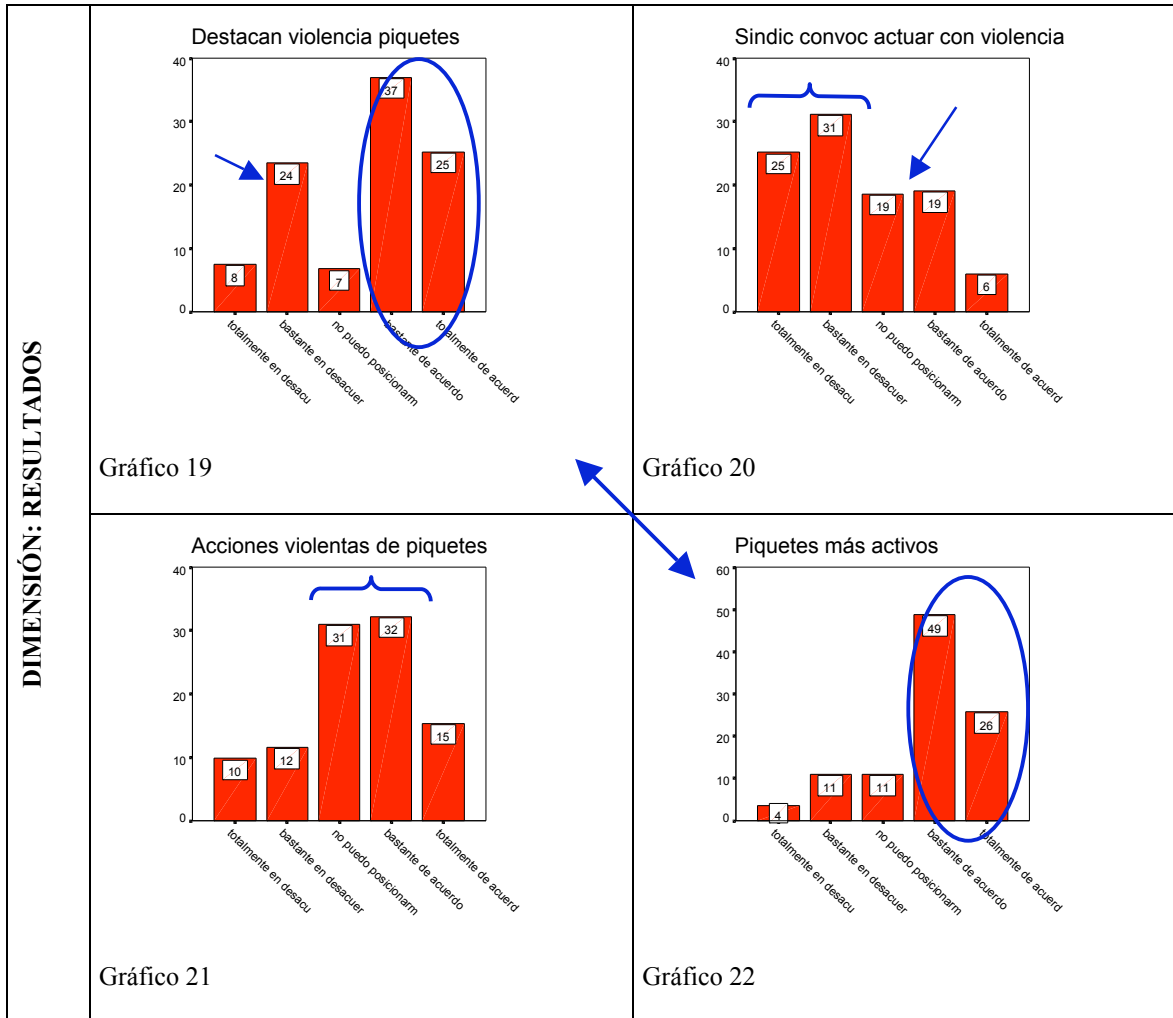 DIMENSIÓN: RESULTADOS
Destacan violencia piquetes
40
30
20
10
0
8
24
7
37
25
totalmente en desacu
bastante en desacuer
no puedo posicionarm
bastante de acuerdo
totalmente de acuerd
Gráfico 19
Sindic convoc actuar con violencia
40
30
20
10
0
25
31
19
19
6
totalmente en desacu
bastante en desacuer
no puedo posicionarm
bastante de acuerdo
totalmente de acuerd
Gráfico 20
Acciones violentas de piquetes
40
30
20
10
0
10
12
31
32
15
totalmente en desacu
bastante en desacuer
no puedo posicionarm
bastante de acuerdo
totalmente de acuerd
Gráfico 21
Piquetes más activos
60
50
40
30
20
10
0
4
11
11
49
26
totalmente en desacu
bastante en desacuer
no puedo posicionarm
bastante de acuerdo
totalmente de acuerd
Gráfico 22